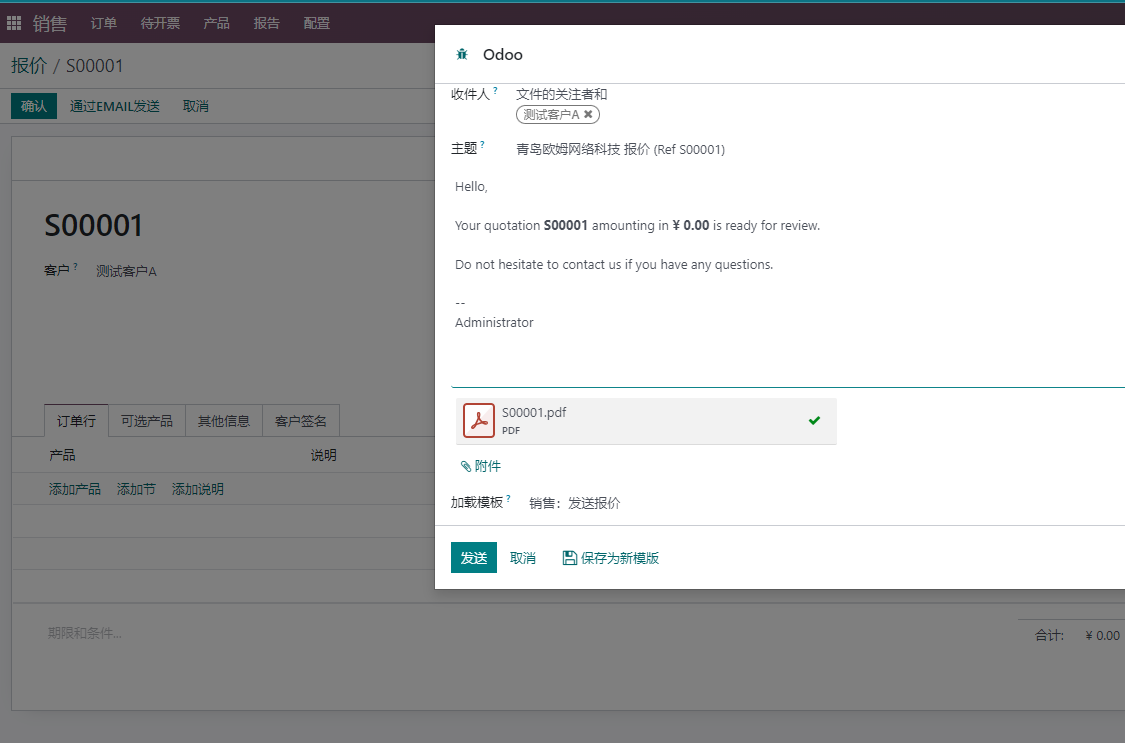 销售 订单 待开票 产品 报告 配置
报价 / S00001
确认 通过EMAIL发送 取消
S00001
客户 ? 测试客户A
订单行 可选产品 其他信息 客户签名
产品 说明
添加产品 添加节 添加说明
期限和条件...
合计: ¥ 0.00
Odoo
收件人 ? 文件的关注者和
测试客户A ✖
主题 ? 青岛欧姆网络科技 报价 (Ref S00001)
Hello,
Your quotation S00001 amounting in ¥ 0.00 is ready for review.
Do not hesitate to contact us if you have any questions.
--
Administrator
S00001.pdf
PDF
附件
加载模板 ? 销售：发送报价
发送 取消 保存为新模版